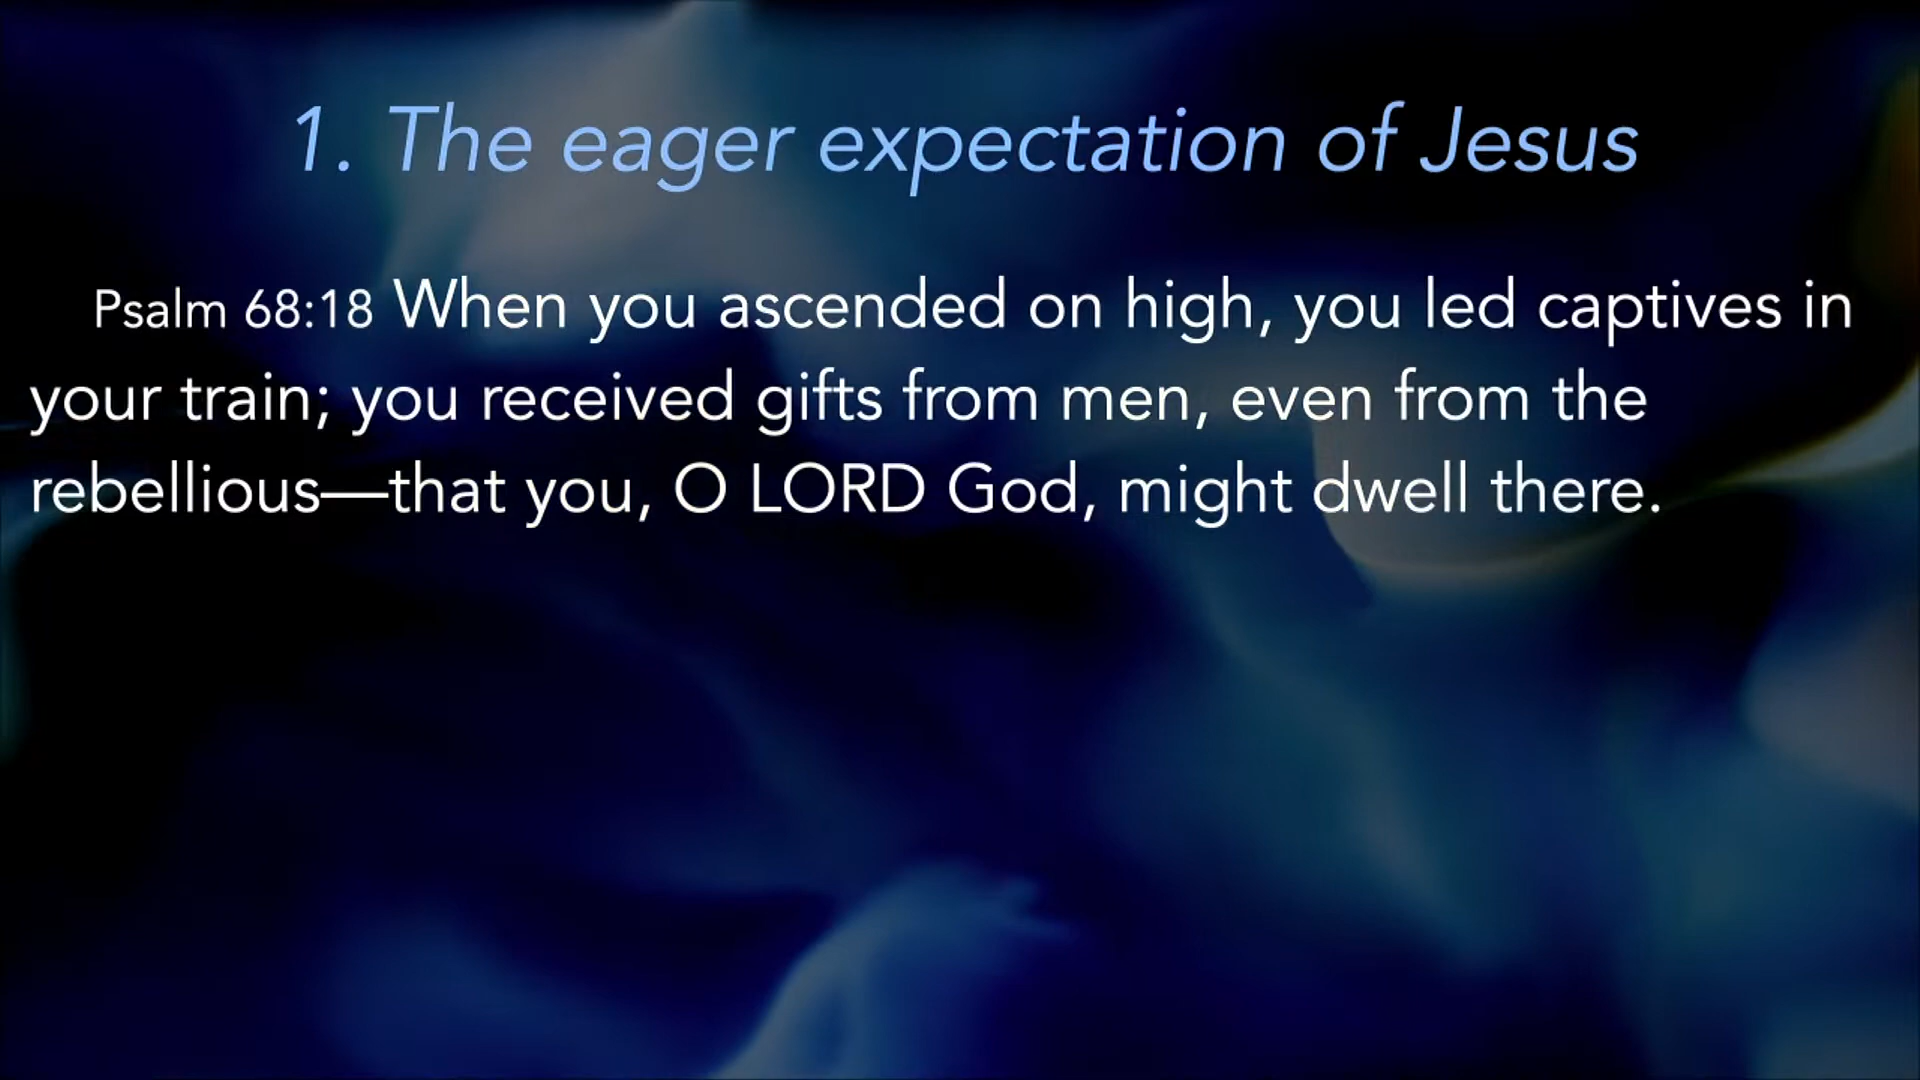 1. The eager expectation of Jesus
Psalm 68:18 When you ascended on high, you led captives in
your train; you received gifts from men, even from the
rebellious—that you, O LORD God, might dwell there.